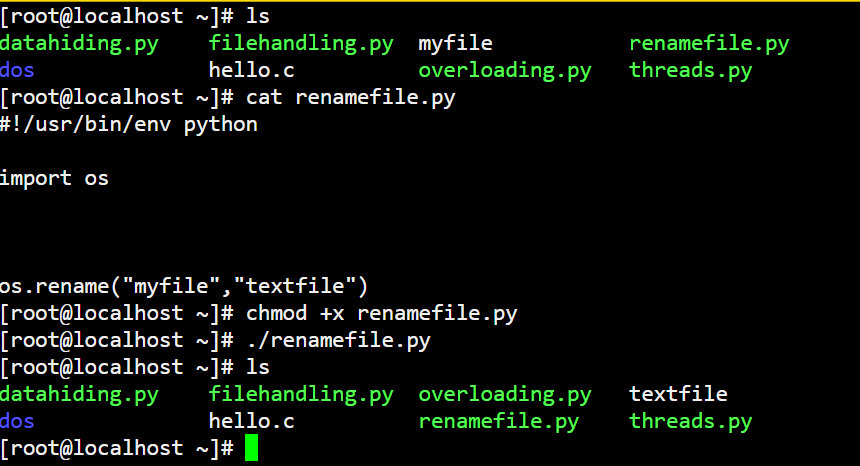 [root@localhost ~]# ls
datahiding.py filehandling.py myfile renamefile.py
dos hello.c overloading.py threads.py
[root@localhost ~]# cat renamefile.py
#!/usr/bin/env python
import os
os.rename("myfile","textfile")
[root@localhost ~]# chmod +x renamefile.py
[root@localhost ~]# ./renamefile.py
[root@localhost ~]# ls
datahiding.py filehandling.py overloading.py textfile
dos hello.c renamefile.py threads.py
[root@localhost ~]#